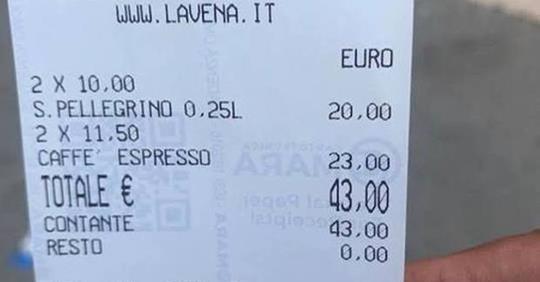 WWW.LAVENA.IT
EURO
2 X 10,00
S.PELLEGRINO 0,25L 20,00
2 X 11,50
CAFFE' ESPRESSO 23,00
TOTALE € 43,00
CONTANTE 43,00
RESTO 0,00